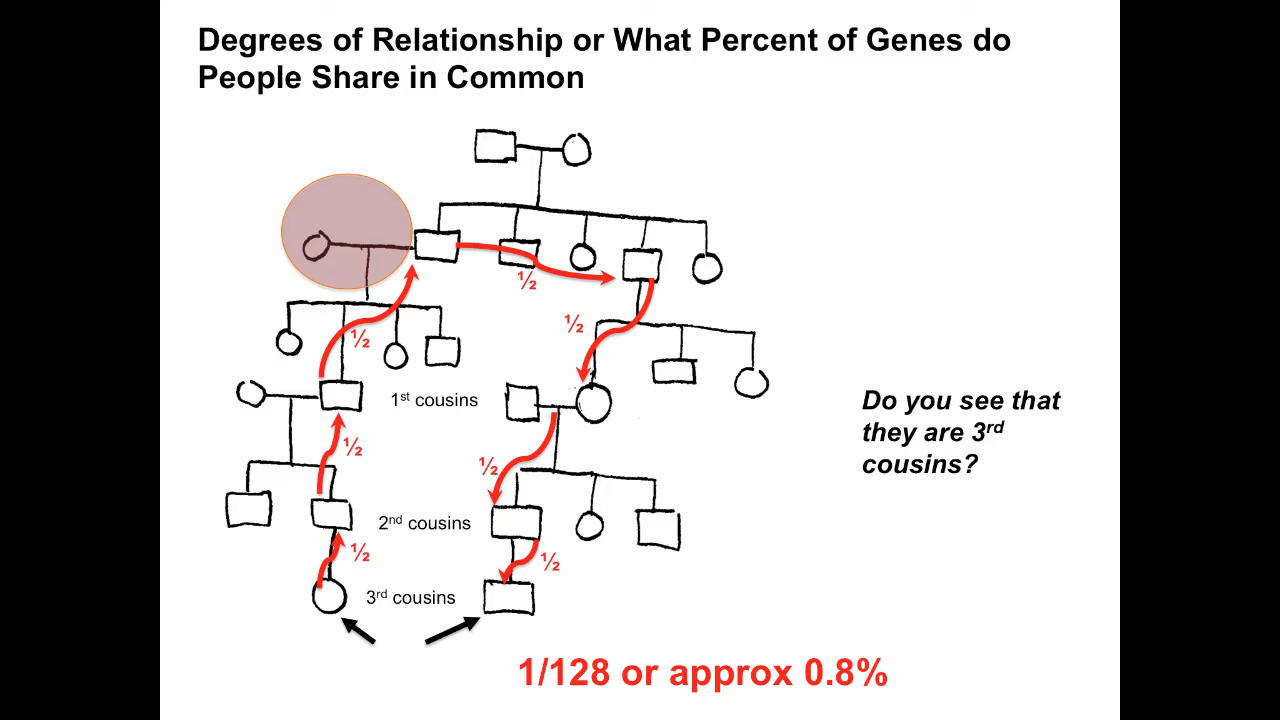 Degrees of Relationship or What Percent of Genes do
People Share in Common
½
½
½
1st cousins
½
½
Do you see that
they are 3rd
cousins?
2nd cousins
½
½
3rd cousins
1/128 or approx 0.8%